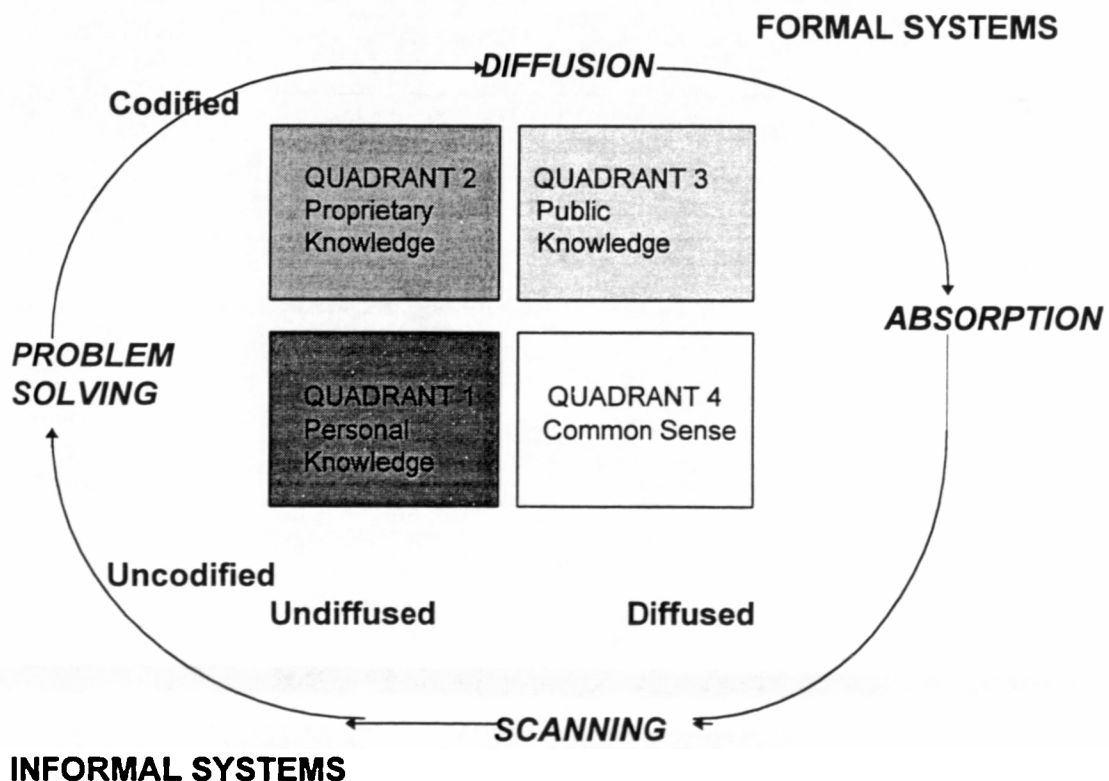 FORMAL SYSTEMS
DIFFUSION
Codified
QUADRANT 2
Proprietary
Knowledge
QUADRANT 3
Public
Knowledge
ABSORPTION
PROBLEM
SOLVING
QUADRANT 1
Personal
Knowledge
QUADRANT 4
Common Sense
Uncodified
Undiffused
Diffused
SCANNING
INFORMAL SYSTEMS